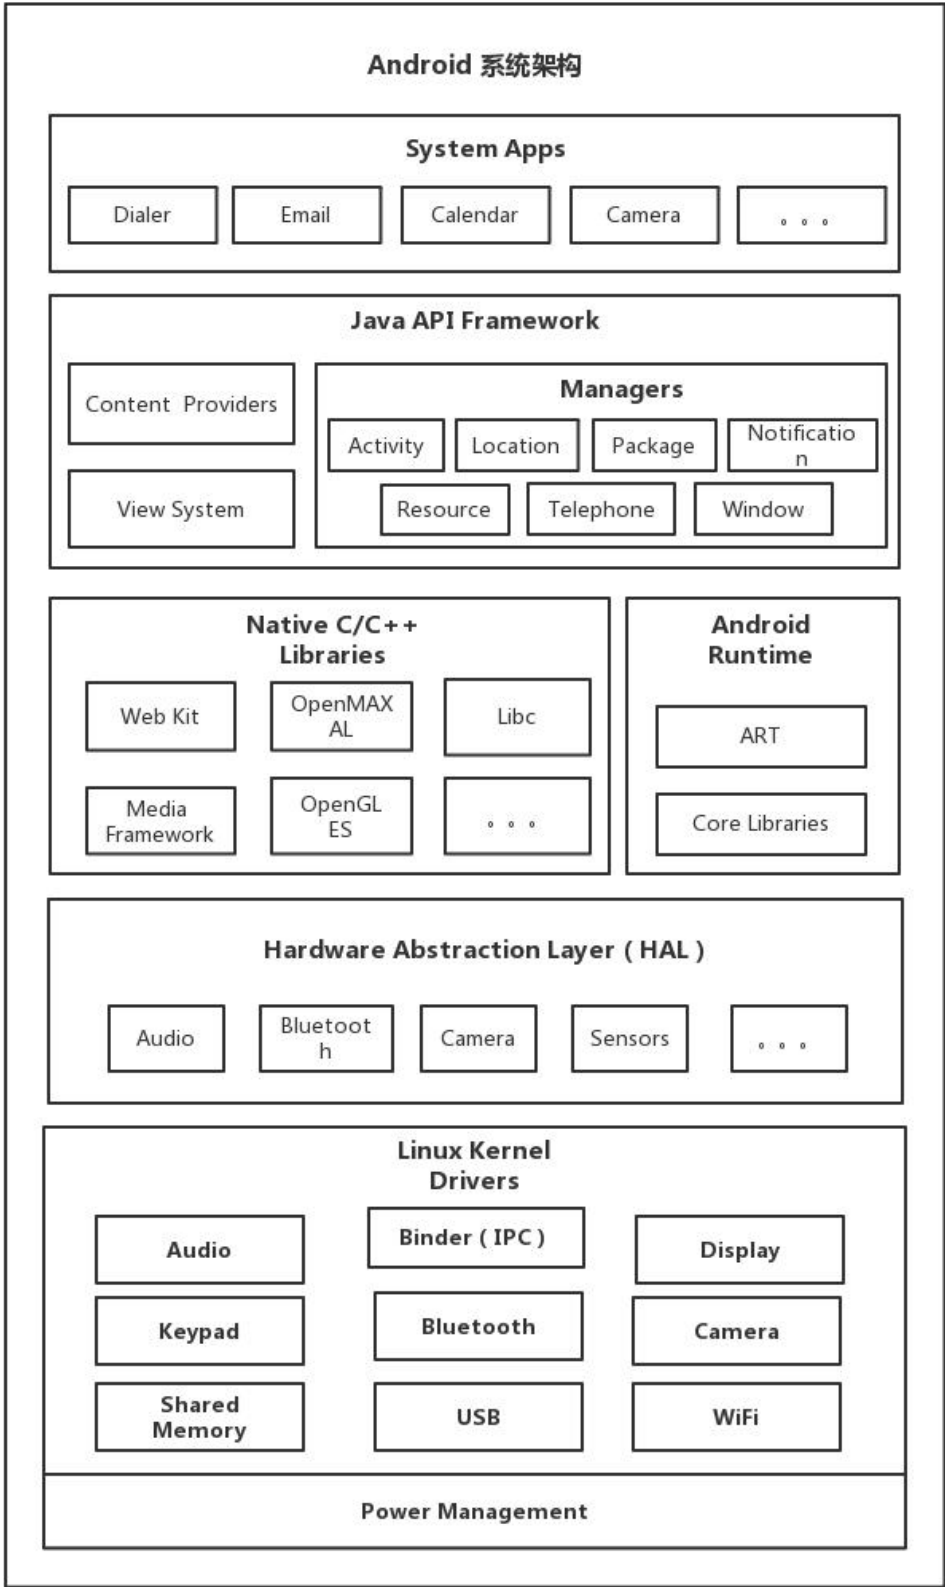 Android 系统架构
System Apps
Dialer
Email
Calendar
Camera
。。。
Java API Framework
Content Providers
View System
Managers
Activity
Location
Package
Notificatio
n
Resource
Telephone
Window
Native C/C++
Libraries
Web Kit
OpenMAX
AL
Libc
Media
Framework
OpenGL
ES
。。。
Android
Runtime
ART
Core Libraries
Hardware Abstraction Layer ( HAL )
Audio
Bluetoot
h
Camera
Sensors
。。。
Linux Kernel
Drivers
Audio
Binder ( IPC )
Display
Keypad
Bluetooth
Camera
Shared
Memory
USB
WiFi
Power Management